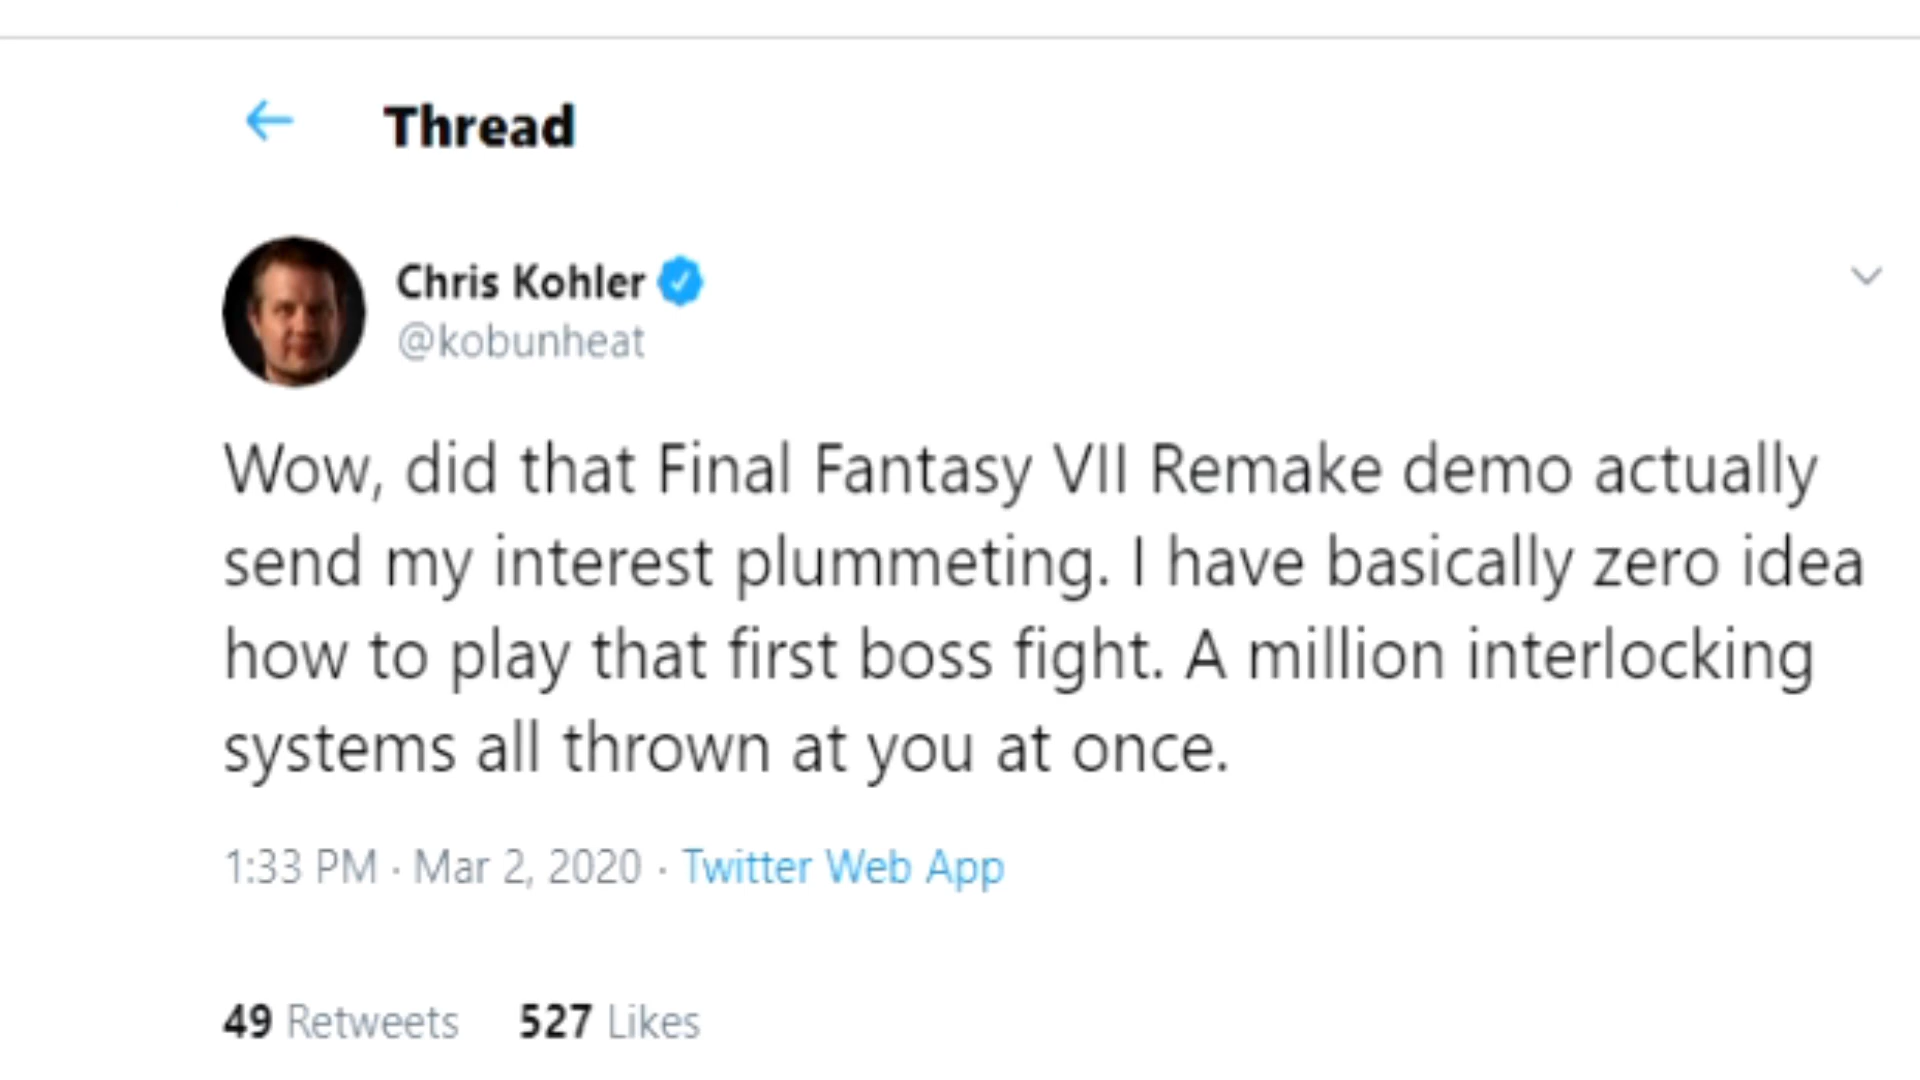 Thread
Chris Kohler
@kobunheat
Wow, did that Final Fantasy VII Remake demo actually
send my interest plummeting. I have basically zero idea
how to play that first boss fight. A million interlocking
systems all thrown at you at once.
1:33 PM · Mar 2, 2020 · Twitter Web App
49 Retweets 527 Likes